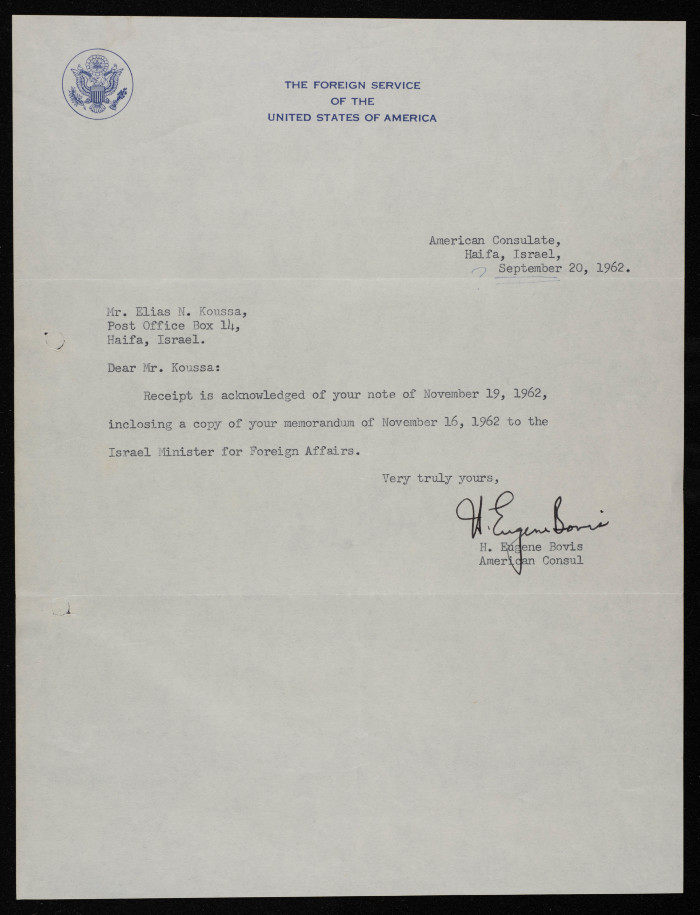 THE FOREIGN SERVICE
OF THE
UNITED STATES OF AMERICA
American Consulate,
Haifa, Israel,
September 20, 1962.
Mr. Elias N. Koussa,
Post Office Box 14,
Haifa, Israel.
Dear Mr. Koussa:
Receipt is acknowledged of your note of November 19, 1962,
inclosing a copy of your memorandum of November 16, 1962 to the
Israel Minister for Foreign Affairs.
Very truly yours,
H. Eugene Bovis
H. Eugene Bovis
American Consul